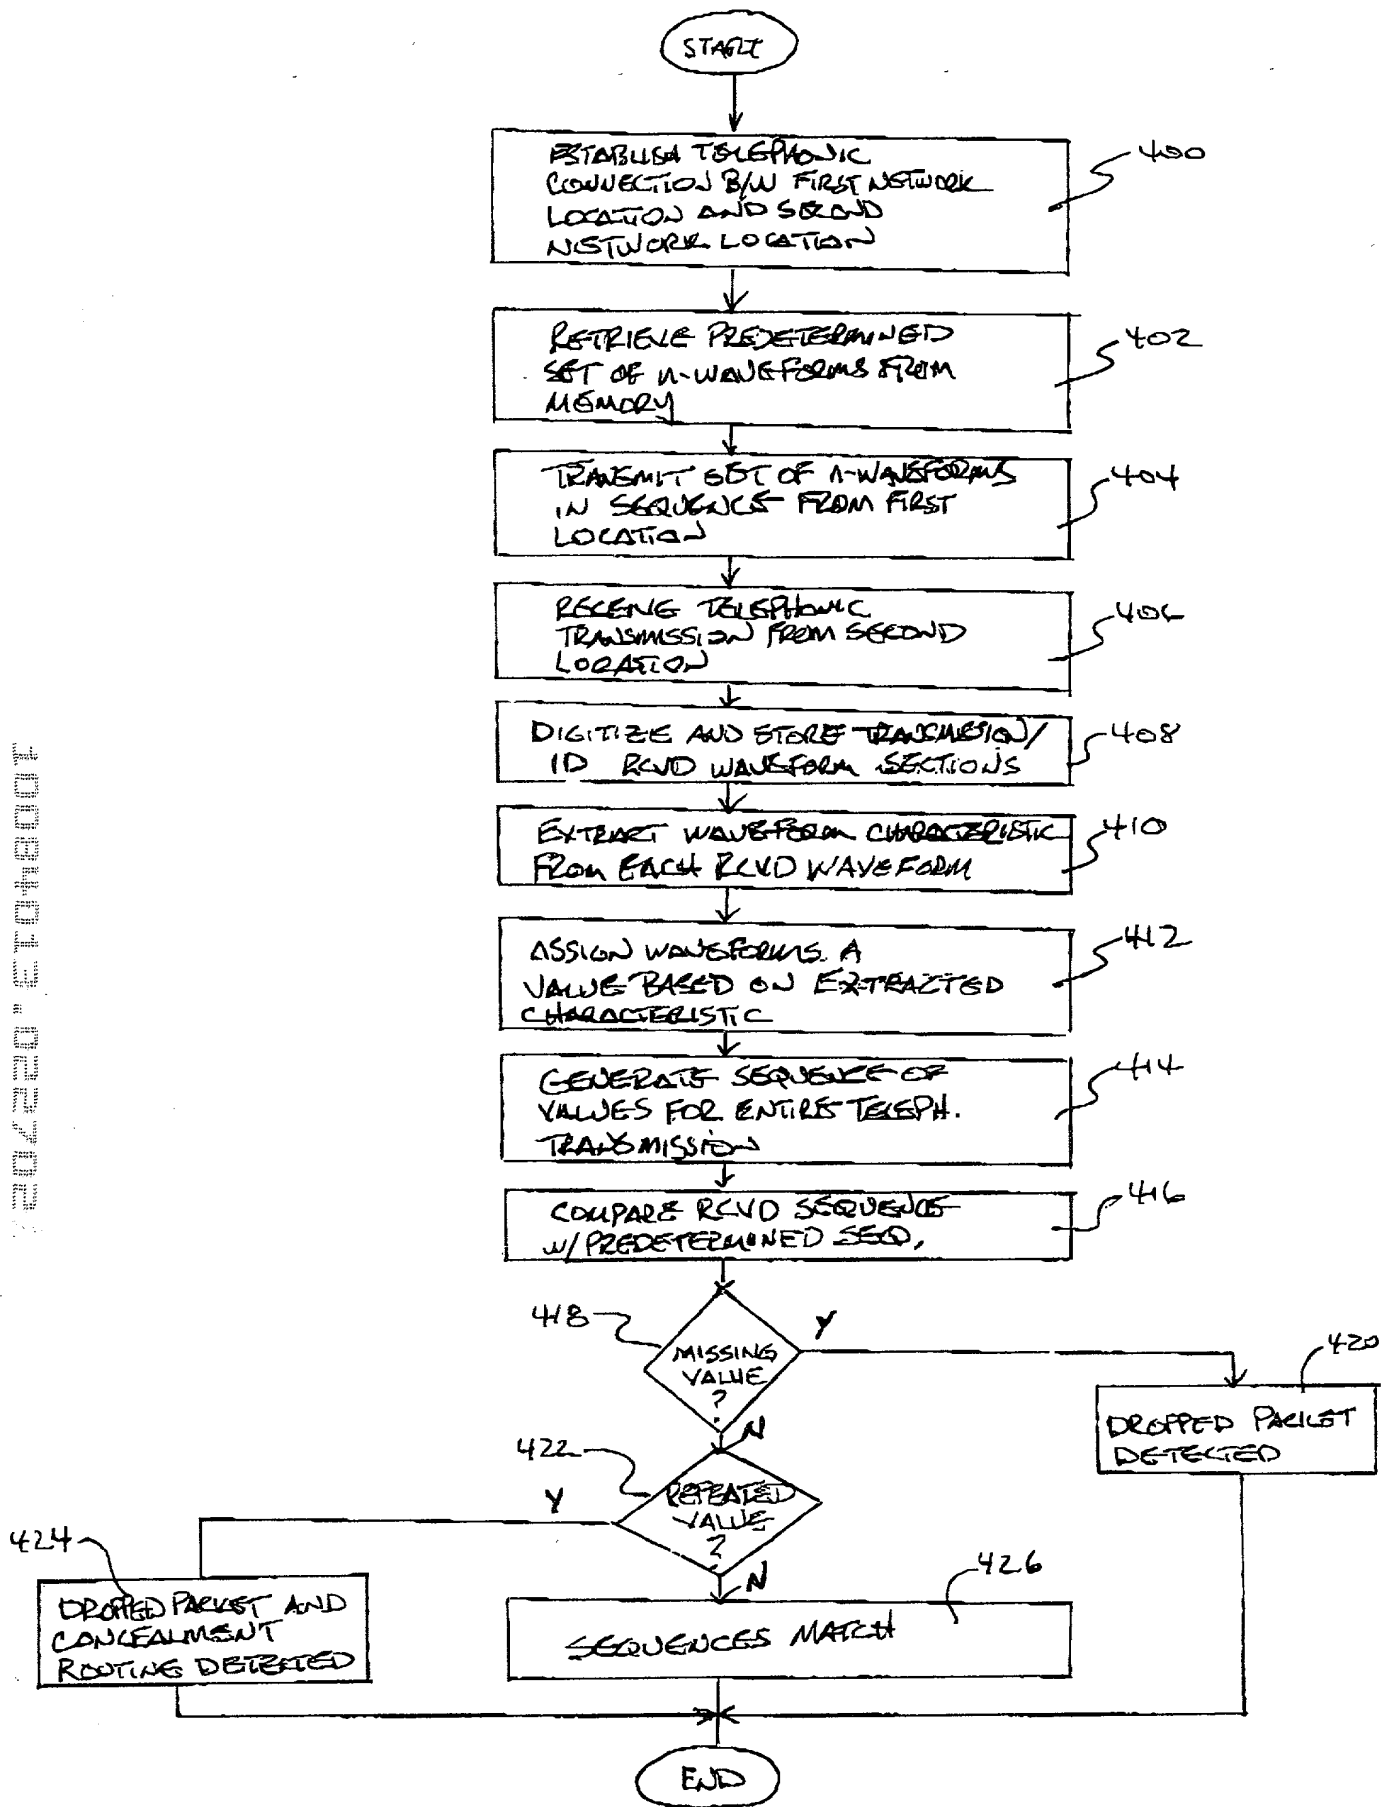 START
ESTABLISH TELEPHONIC
CONNECTION B/W FIRST NETWORK
LOCATION AND SECOND
NETWORK LOCATION
400
RETRIEVE PREDETERMINED
SET OF n-WAVEFORMS FROM
MEMORY
402
TRANSMIT SET OF n-WAVEFORMS
IN SEQUENCE FROM FIRST
LOCATION
404
RECEIVE TELEPHONIC
TRANSMISSION FROM SECOND
LOCATION
406
DIGITIZE AND STORE TRANSMISSION/
ID RCVD WAVEFORM SECTIONS
408
EXTRACT WAVEFORM CHARACTERISTIC
FROM EACH RCVD WAVEFORM
410
ASSIGN WAVEFORMS A
VALUE BASED ON EXTRACTED
CHARACTERISTIC
412
GENERATE SEQUENCE OF
VALUES FOR ENTIRE TELEPH.
TRANSMISSION
414
COMPARE RCVD SEQUENCE
W/ PREDETERMINED SEQ.
416
418
MISSING
VALUE
?
Y
N
420
DROPPED PACKET
DETECTED
422
REPEATED
VALUE
?
Y
N
424
DROPPED PACKET AND
CONCEALMENT
ROUTINE DETECTED
426
SEQUENCES MATCH
END
10084013.022702